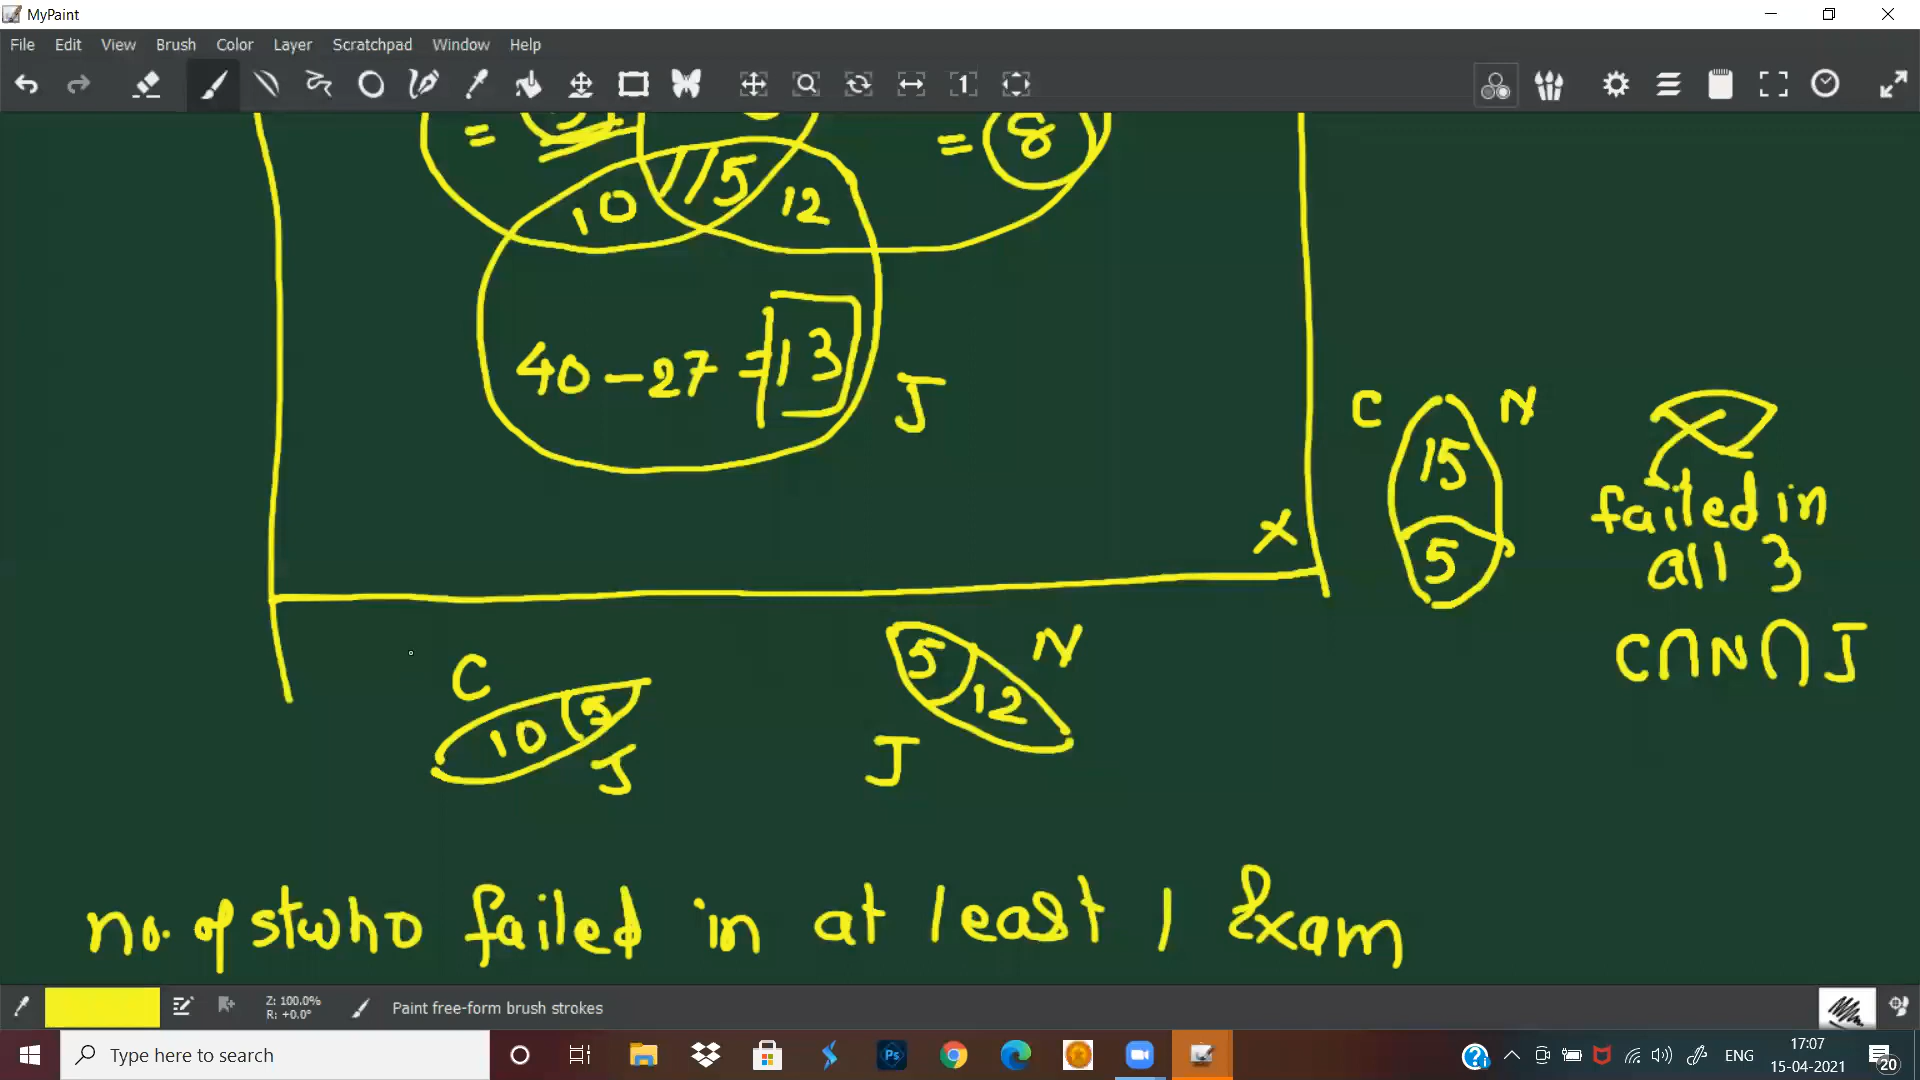 MyPaint
File Edit View Brush Color Layer Scratchpad Window Help
= = 8
10 5 12
40-27 = 13
J
C N
15
5
failed in
all 3
C∩N∩J
X
C
10 5
J
5 N
12
J
no. of st who failed in at least 1 Exam
Z: 100.0%
R: +0.0°
Paint free-form brush strokes
Type here to search
Ps
ENG
17:07
15-04-2021
20